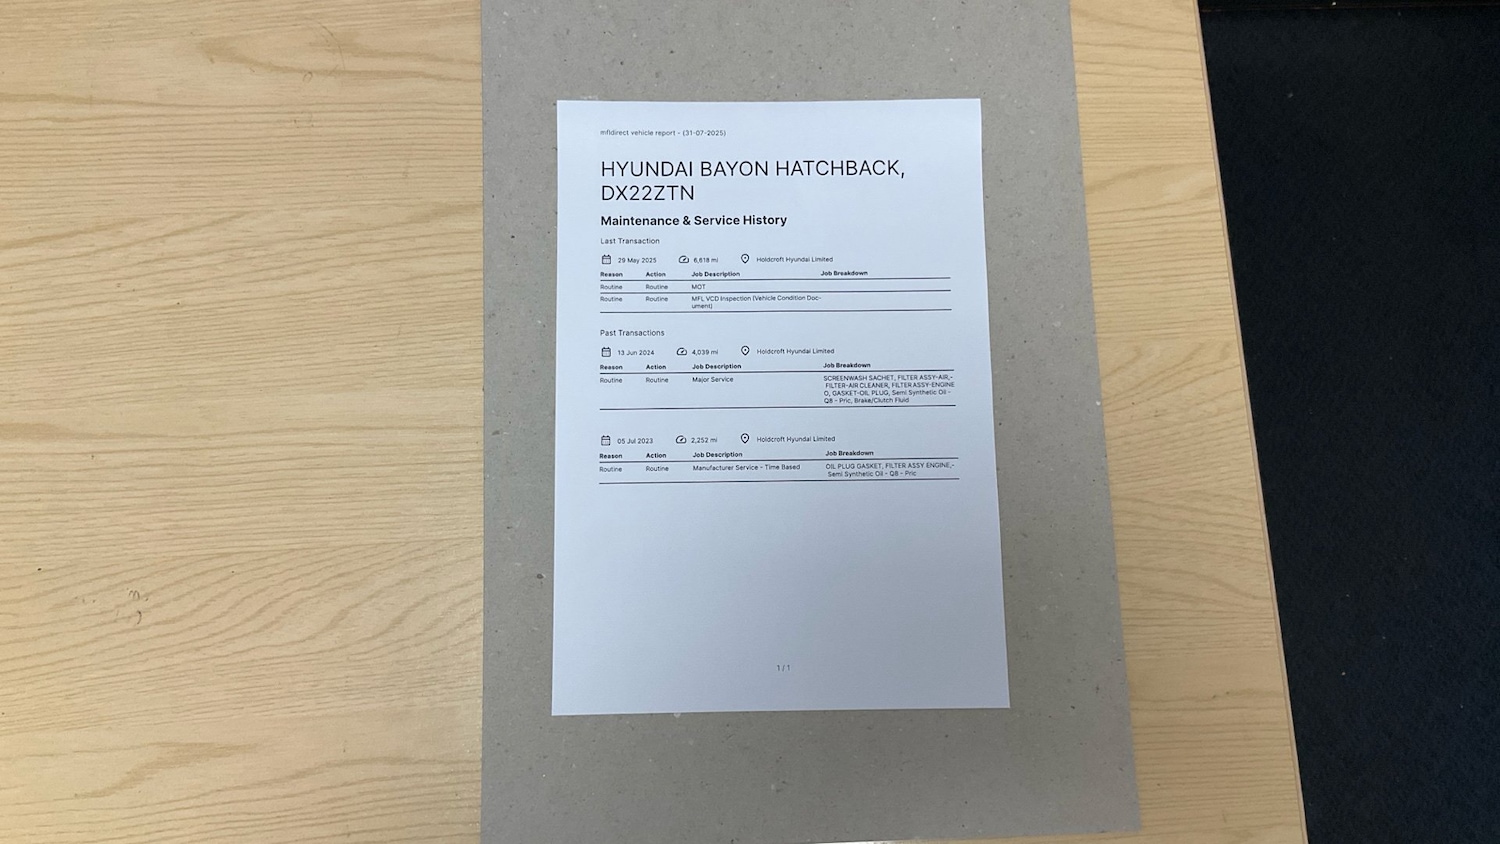 mfldirect vehicle report - (31-07-2025)
HYUNDAI BAYON HATCHBACK,
DX22ZTN
Maintenance & Service History
Last Transaction
29 May 2025 6,618 mi Holdcroft Hyundai Limited
Reason Action Job Description Job Breakdown
Routine Routine MOT
Routine Routine MFL VCD Inspection (Vehicle Condition Doc-
ument)
Past Transactions
13 Jun 2024 4,039 mi Holdcroft Hyundai Limited
Reason Action Job Description Job Breakdown
Routine Routine Major Service SCREENWASH SACHET, FILTER ASSY-AIR,-
FILTER-AIR CLEANER, FILTER ASSY-ENGINE
O, GASKET-OIL PLUG, Semi Synthetic Oil -
Q8 - Pric, Brake/Clutch Fluid
05 Jul 2023 2,252 mi Holdcroft Hyundai Limited
Reason Action Job Description Job Breakdown
Routine Routine Manufacturer Service - Time Based OIL PLUG GASKET, FILTER ASSY ENGINE,-
Semi Synthetic Oil - Q8 - Pric
1 / 1